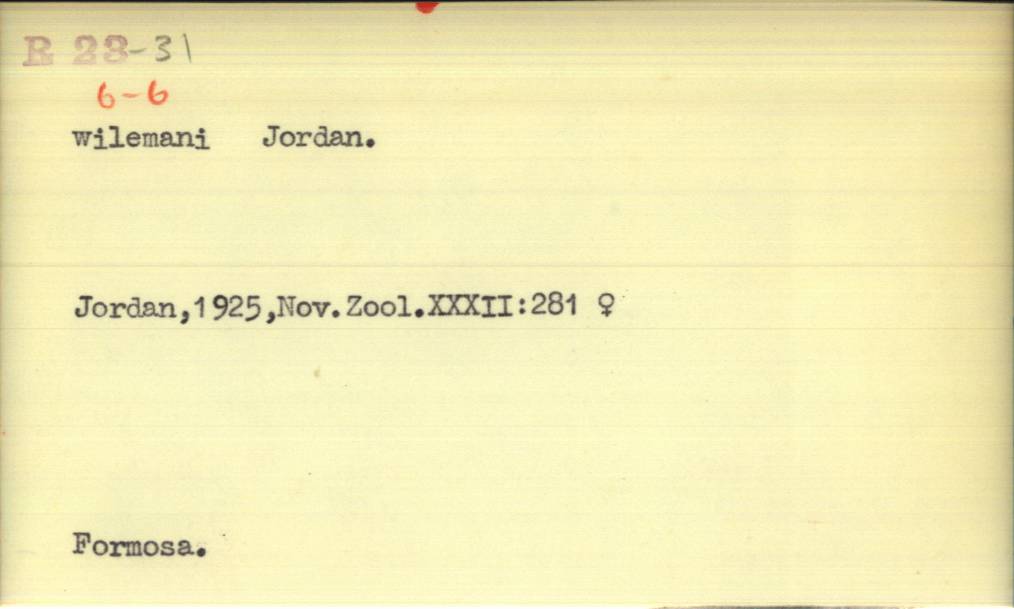 R 23-31
6-6
wilemani Jordan.
Jordan,1925,Nov.Zool.XXXII:281 ♀
Formosa.